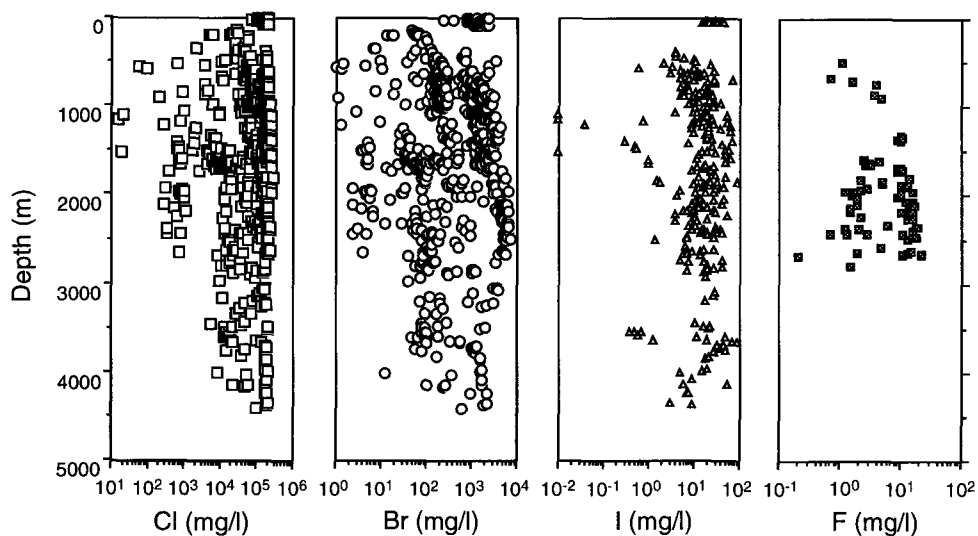 0
1000
2000
3000
4000
5000
Depth (m)
10¹ 10² 10³ 10⁴ 10⁵ 10⁶
Cl (mg/l)
10⁰ 10¹ 10² 10³ 10⁴
Br (mg/l)
10⁻² 10⁻¹ 10⁰ 10¹ 10²
I (mg/l)
10⁻¹ 10⁰ 10¹ 10²
F (mg/l)